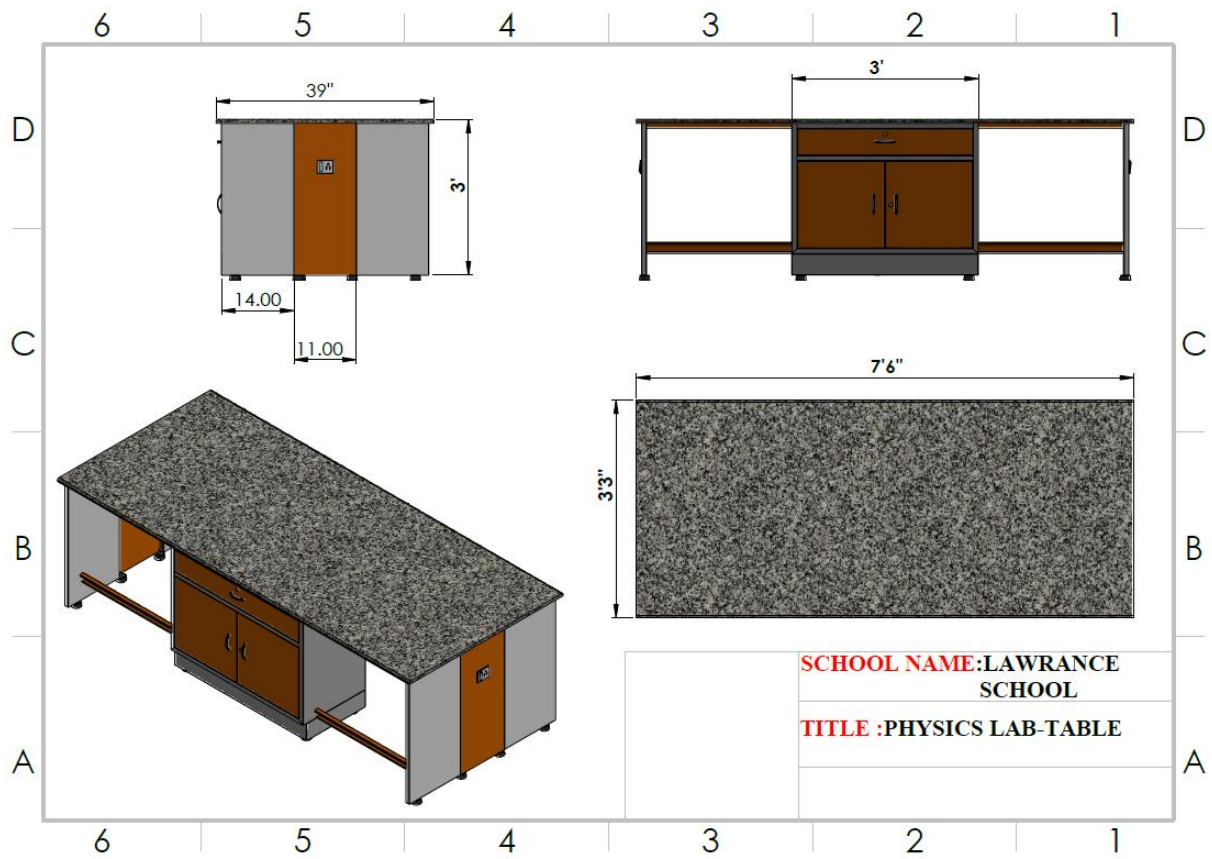 6 5 4 3 2 1
D
D
39"
3'
3'
14.00
11.00
C
C
7'6"
3'3"
B
B
SCHOOL NAME:LAWRANCE
SCHOOL
TITLE :PHYSICS LAB-TABLE
A
A
6 5 4 3 2 1